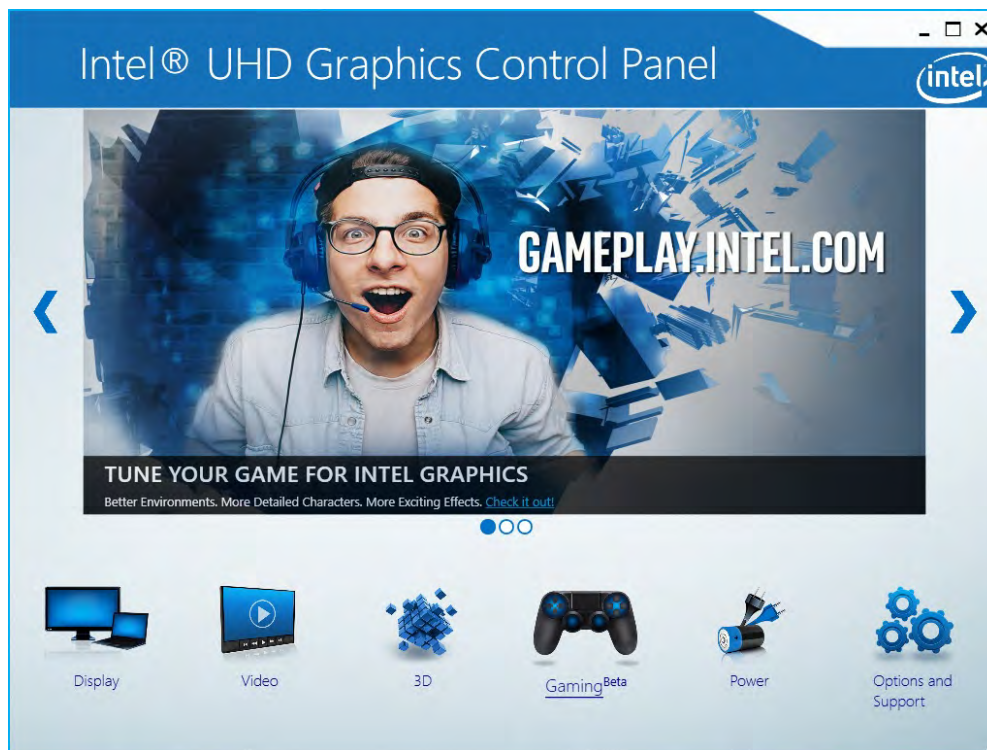 Intel® UHD Graphics Control Panel
intel
GAMEPLAY.INTEL.COM
TUNE YOUR GAME FOR INTEL GRAPHICS
Better Environments. More Detailed Characters. More Exciting Effects. Check it out!
Display
Video
3D
Gaming Beta
Power
Options and
Support